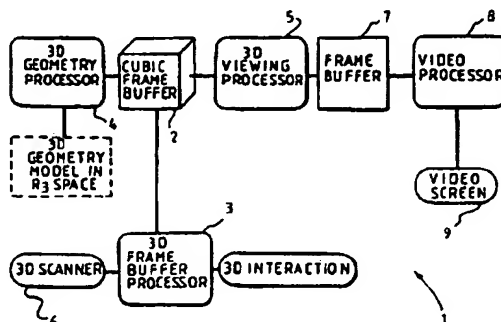 3D
GEOMETRY
PROCESSOR
4
3D
GEOMETRY
MODEL IN
R3 SPACE
CUBIC
FRAME
BUFFER
2
5
3D
VIEWING
PROCESSOR
7
FRAME
BUFFER
8
VIDEO
PROCESSOR
VIDEO
SCREEN
9
3
3D
FRAME
BUFFER
PROCESSOR
3D SCANNER
6
3D INTERACTION
1